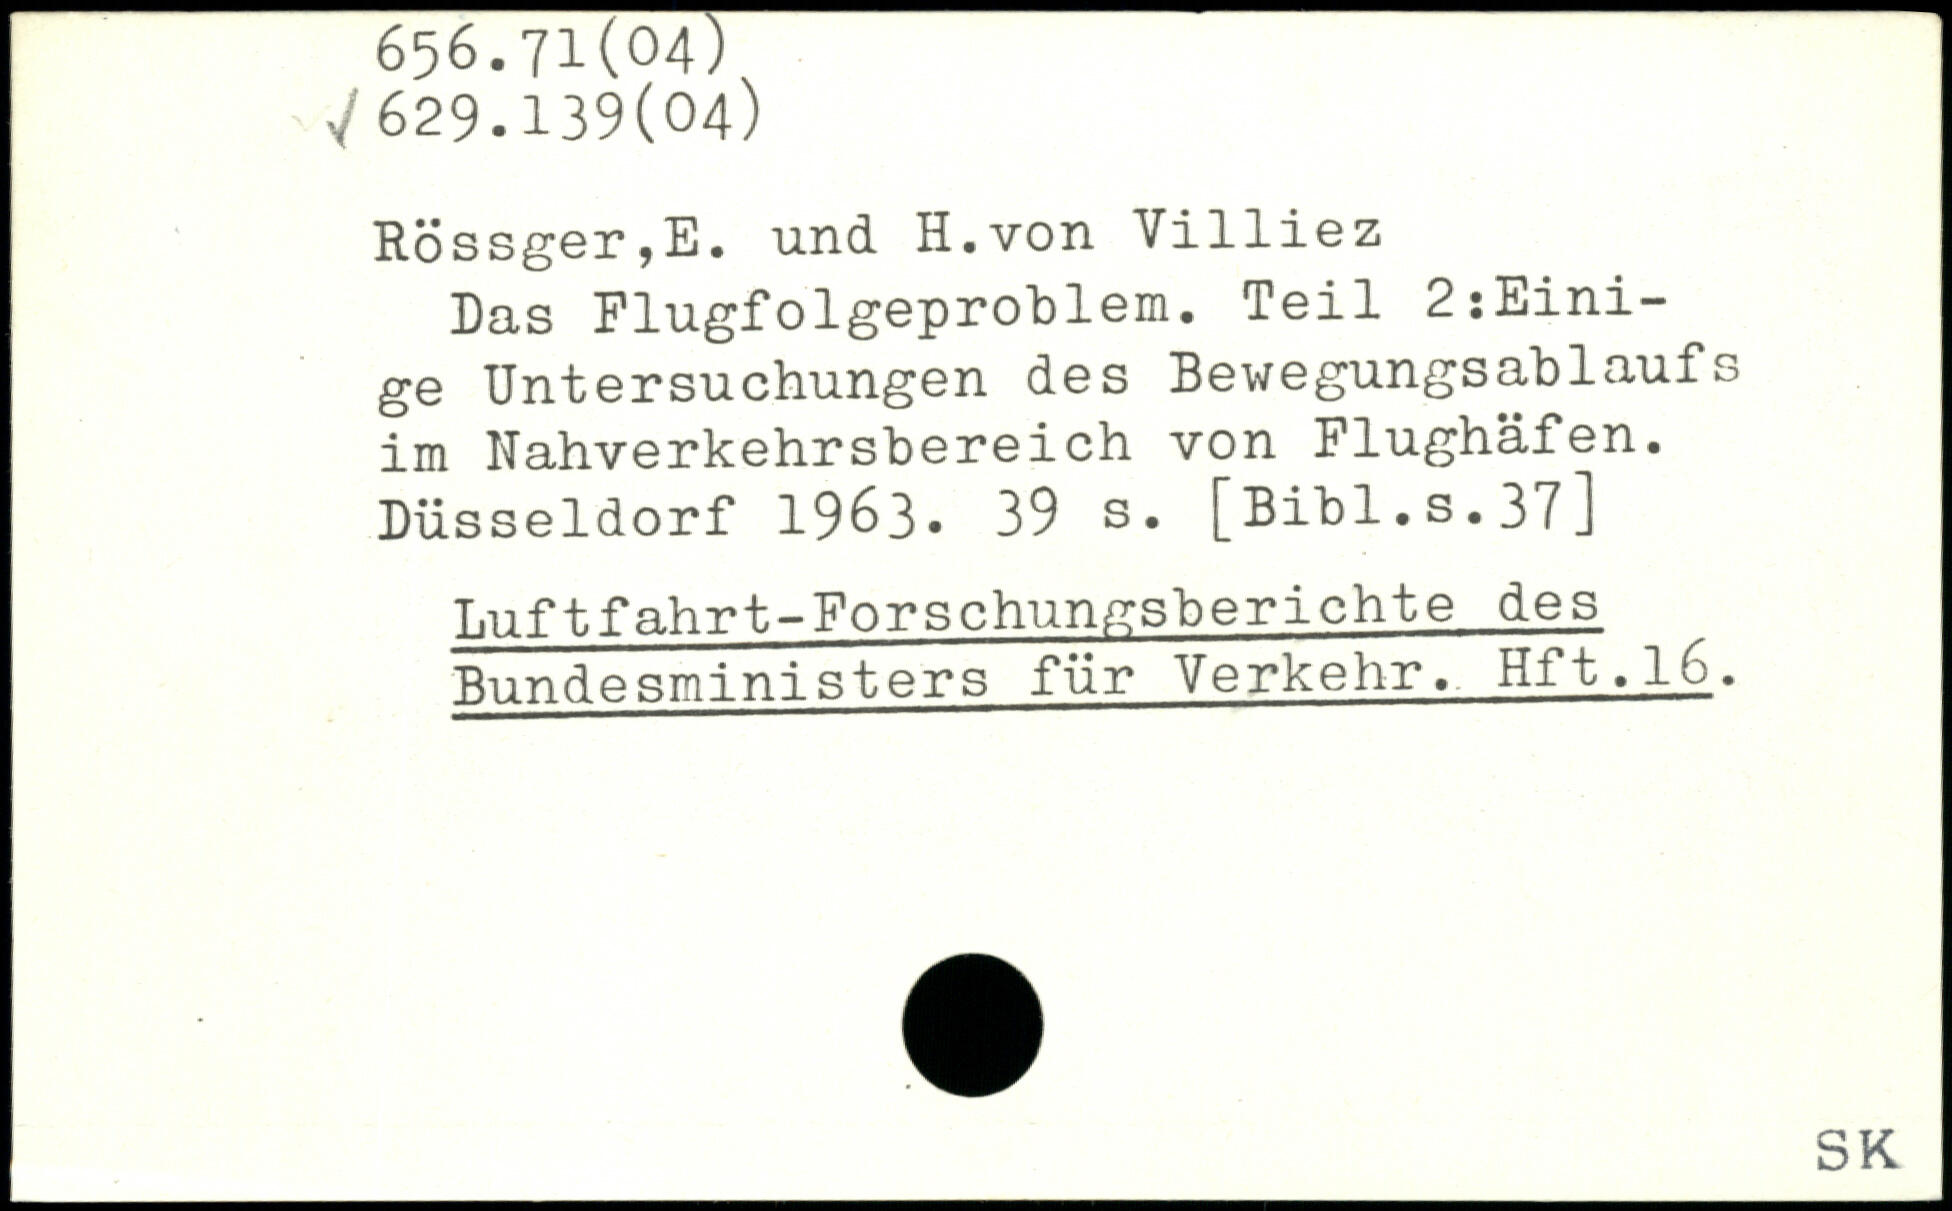 656.71(04)
✓ 629.139(04)
Rössger,E. und H.von Villiez
Das Flugfolgeproblem. Teil 2:Eini-
ge Untersuchungen des Bewegungsablaufs
im Nahverkehrsbereich von Flughäfen.
Düsseldorf 1963. 39 s. [Bibl.s.37]
Luftfahrt-Forschungsberichte des
Bundesministers für Verkehr. Hft.16.
SK